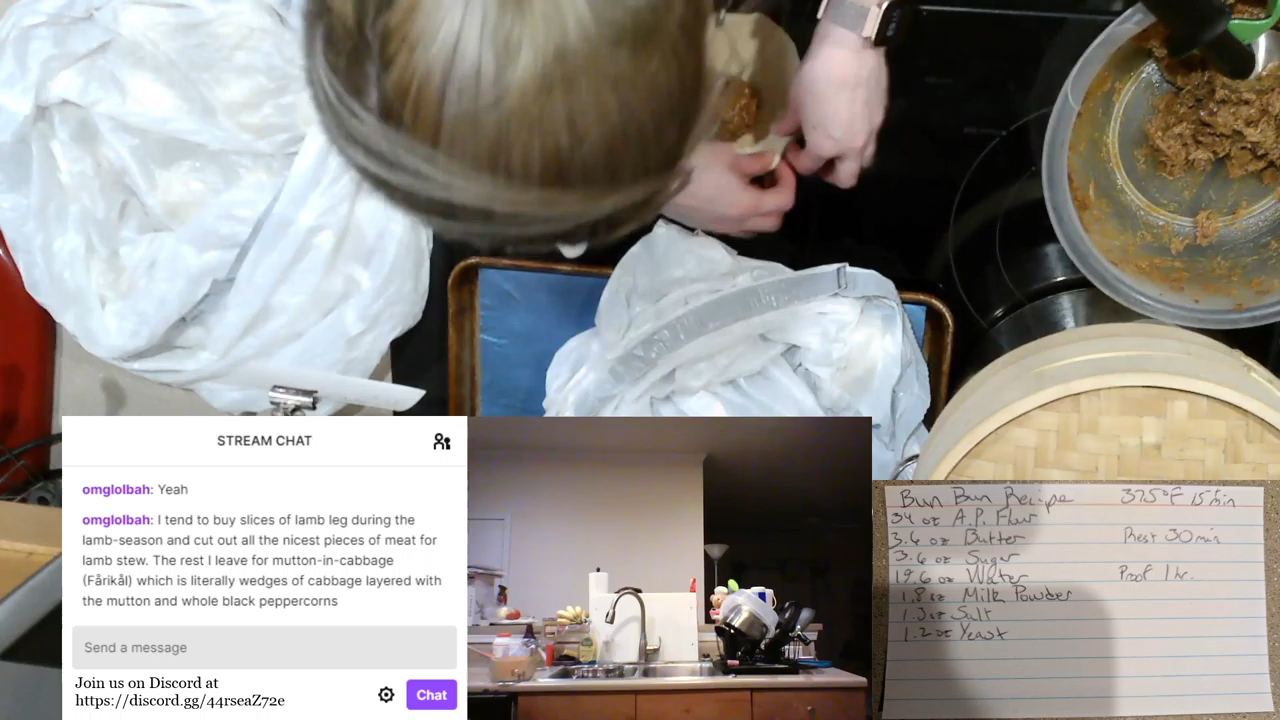 STREAM CHAT
omglolbah: Yeah
omglolbah: I tend to buy slices of lamb leg during the
lamb-season and cut out all the nicest pieces of meat for
lamb stew. The rest I leave for mutton-in-cabbage
(Fårikål) which is literally wedges of cabbage layered with
the mutton and whole black peppercorns
Send a message
Join us on Discord at
https://discord.gg/44rseaZ72e
Chat
Bun Bun Recipe 375°F 15 min
34 oz A.P. Flour
3.6 oz Butter Rest 30 min
3.6 oz Sugar
19.6 oz Water Proof 1 hr.
1.8 oz Milk Powder
oz Salt
1.2 oz Yeast